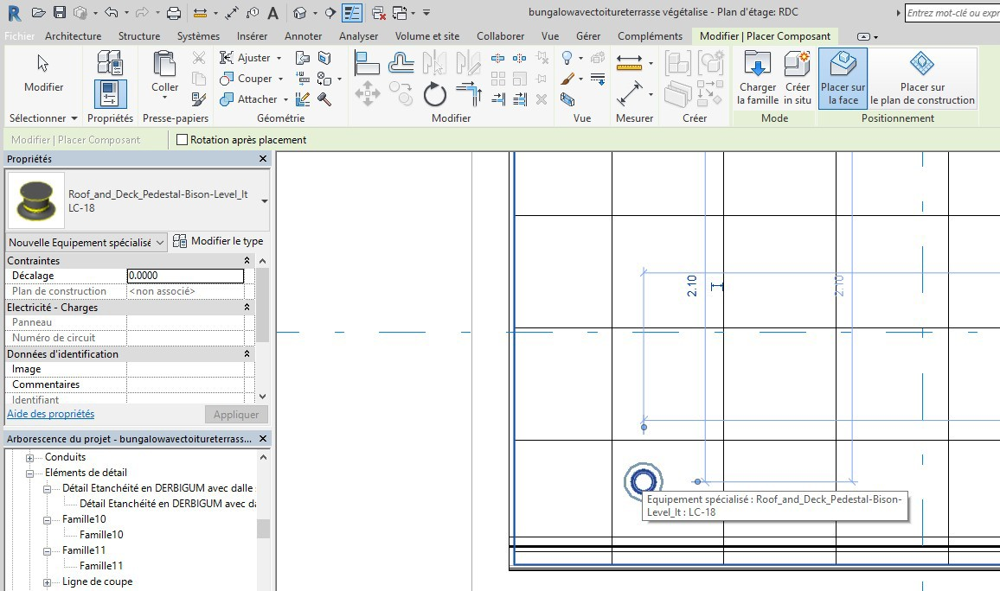 bungalowavectoitureterrasse végétalise - Plan d'étage: RDC
Entrez mot-clé ou expr
Fichier Architecture Structure Systèmes Insérer Annoter Analyser Volume et site Collaborer Vue Gérer Compléments Modifier | Placer Composant
Modifier
Coller
Ajuster
Couper
Attacher
Charger
la famille
Créer
in situ
Placer sur
la face
Placer sur
le plan de construction
Sélectionner Propriétés Presse-papiers Géométrie Modifier Vue Mesurer Créer Mode Positionnement
Modifier | Placer Composant
Rotation après placement
Propriétés
Roof_and_Deck_Pedestal-Bison-Level_It
LC-18
Nouvelle Equipement spécialisé
Modifier le type
Contraintes
Décalage 0.0000
Plan de construction <non associé>
Electricité - Charges
Panneau
Numéro de circuit
Données d'identification
Image
Commentaires
Identifiant
Aide des propriétés
Appliquer
Arborescence du projet - bungalowavectoitureterrass...
Conduits
Eléments de détail
Détail Etanchéité en DERBIGUM avec dalle
Détail Etanchéité en DERBIGUM avec da
Famille10
Famille10
Famille11
Famille11
Ligne de coupe
2.10
2.10
Equipement spécialisé : Roof_and_Deck_Pedestal-Bison-
Level_It : LC-18